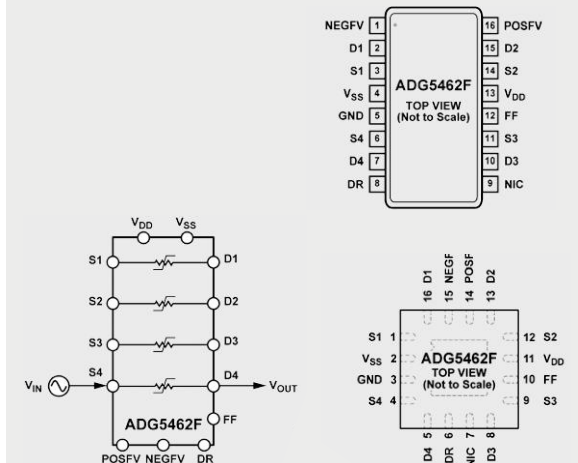 NEGFV 1
D1 2
S1 3
VSS 4
GND 5
S4 6
D4 7
DR 8
ADG5462F
TOP VIEW
(Not to Scale)
16 POSFV
15 D2
14 S2
13 VDD
12 FF
11 S3
10 D3
9 NIC
VDD VSS
S1 D1
S2 D2
S3 D3
S4 D4
VIN VOUT
FF
ADG5462F
POSFV NEGFV DR
16 D1
15 NEGF
14 POSF
13 D2
S1 1
VSS 2
GND 3
S4 4
ADG5462F
TOP VIEW
(Not to Scale)
12 S2
11 VDD
10 FF
9 S3
D4 5
DR 6
NIC 7
D3 8